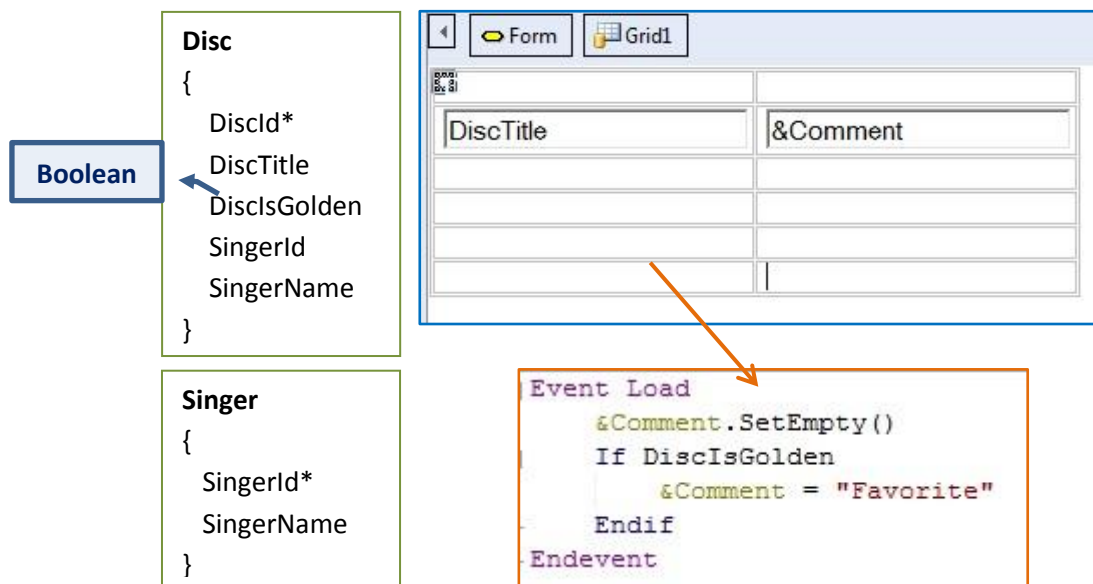 Disc
{
DiscId*
DiscTitle
DiscIsGolden
SingerId
SingerName
}
Boolean
Form Grid1
DiscTitle &Comment
Singer
{
SingerId*
SingerName
}
Event Load
&Comment.SetEmpty()
If DiscIsGolden
&Comment = "Favorite"
Endif
Endevent